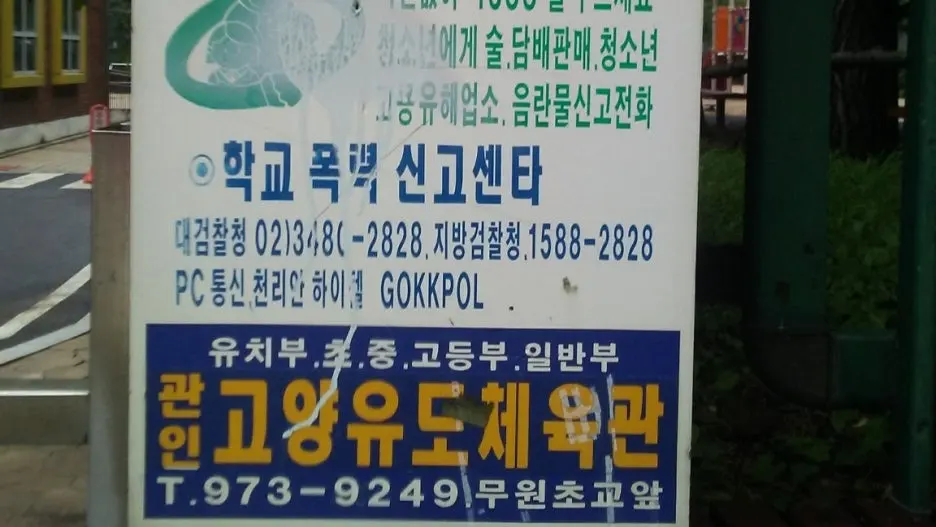 청소년에게 술.담배판매.청소년
고용유해업소. 음란물신고전화
학교 폭력 신고센타
대검찰청 02)3480-2828.지방검찰청.1588-2828
PC통신.천리안 하이텔 GOKKPOL
유치부.초.중.고등부.일반부
관인 고양유도체육관
T.973-9249.무원초교앞